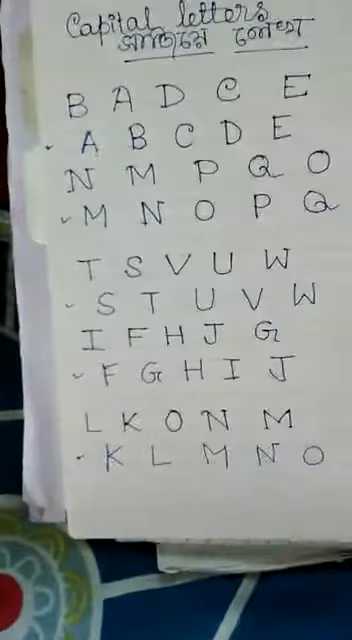 Capital letters
সাজিয়ে লেখো
B A D C E
A B C D E
N M P Q O
M N O P Q
T S V U W
S T U V W
I F H J G
F G H I J
L K O N M
K L M N O